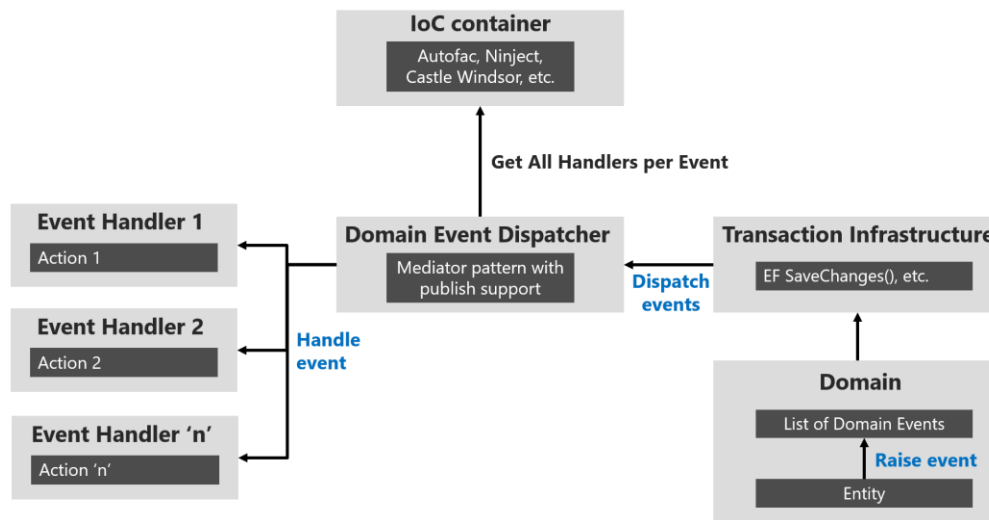 IoC container
Autofac, Ninject,
Castle Windsor, etc.
Get All Handlers per Event
Event Handler 1
Action 1
Domain Event Dispatcher
Mediator pattern with
publish support
Transaction Infrastructure
EF SaveChanges(), etc.
Dispatch
events
Event Handler 2
Action 2
Handle
event
Domain
List of Domain Events
Raise event
Entity
Event Handler ‘n’
Action ‘n’